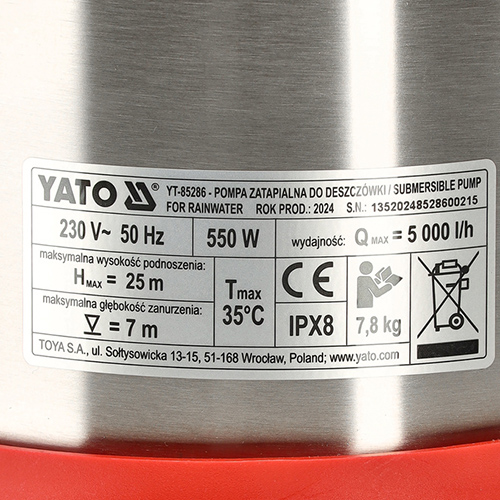 YATO YT-85286 - POMPA ZATAPIALNA DO DESZCZÓWKI / SUBMERSIBLE PUMP
FOR RAINWATER ROK PROD.: 2024 S.N.: 13520248528600215
230 V~ 50 Hz 550 W wydajność: Q MAX = 5 000 l/h
maksymalna wysokość podnoszenia:
H MAX = 25 m
maksymalna głębokość zanurzenia:
= 7 m
Tmax
35°C
CE
IPX8
7,8 kg
TOYA S.A., ul. Sołtysowicka 13-15, 51-168 Wrocław, Poland; www.yato.com